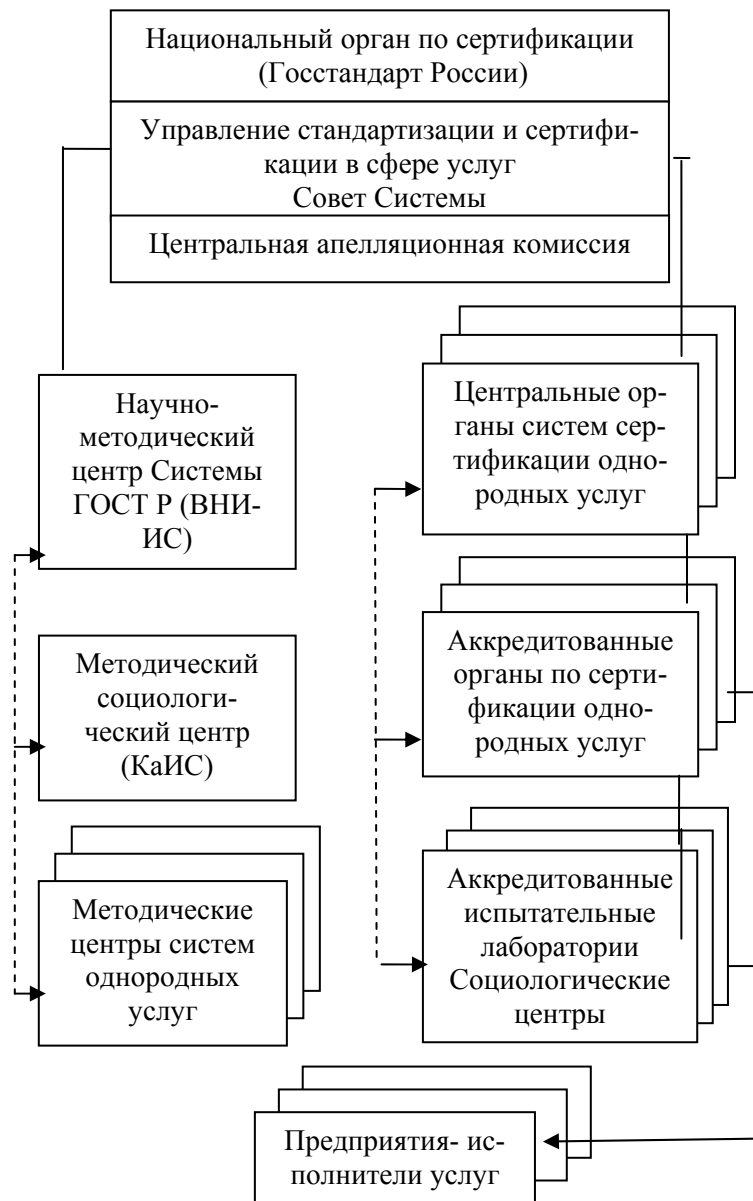 Национальный орган по сертификации
(Госстандарт России)
Управление стандартизации и сертифи-
кации в сфере услуг
Совет Системы
Центральная апелляционная комиссия
Научно-
методический
центр Системы
ГОСТ Р (ВНИ-
ИС)
Методический
социологи-
ческий центр
(КаИС)
Методические
центры систем
однородных
услуг
Центральные ор-
ганы систем сер-
тификации одно-
родных услуг
Аккредитованные
органы по серти-
фикации одно-
родных услуг
Аккредитованные
испытательные
лаборатории
Социологические
центры
Предприятия- ис-
полнители услуг